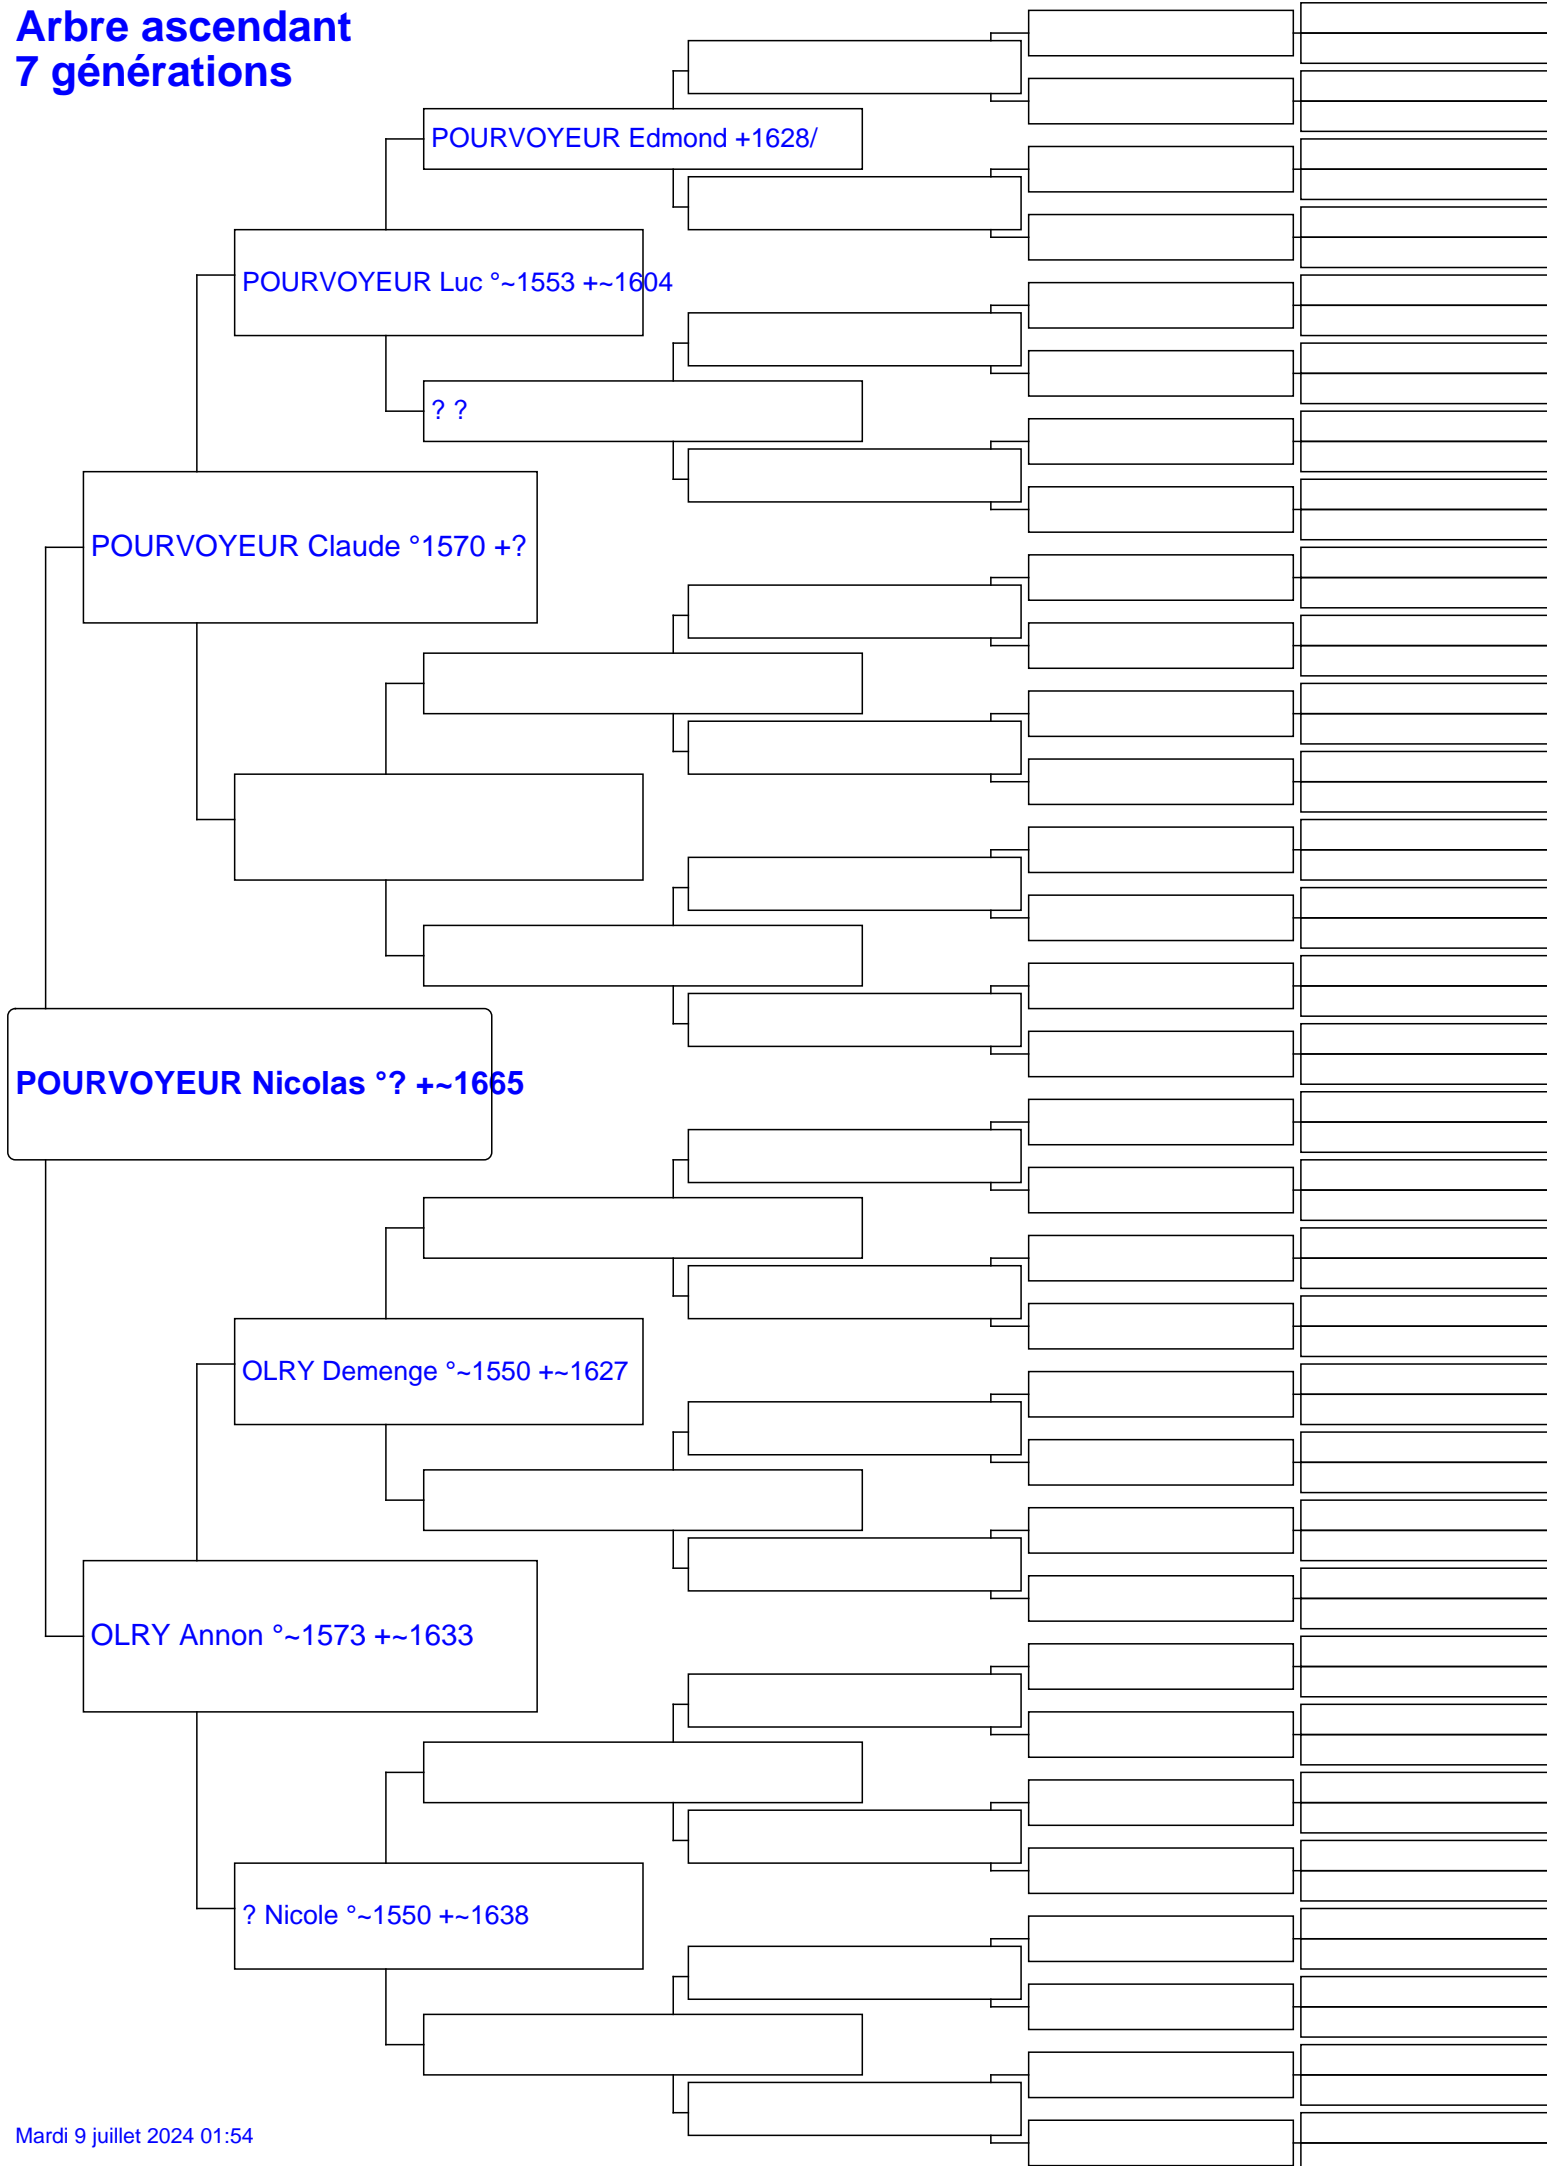 Arbre ascendant
7 générations
POURVOYEUR Edmond +1628/
POURVOYEUR Luc °~1553 +~1604
? ?
POURVOYEUR Claude °1570 +?
POURVOYEUR Nicolas °? +~1665
OLRY Demenge °~1550 +~1627
OLRY Annon °~1573 +~1633
? Nicole °~1550 +~1638
Mardi 9 juillet 2024 01:54